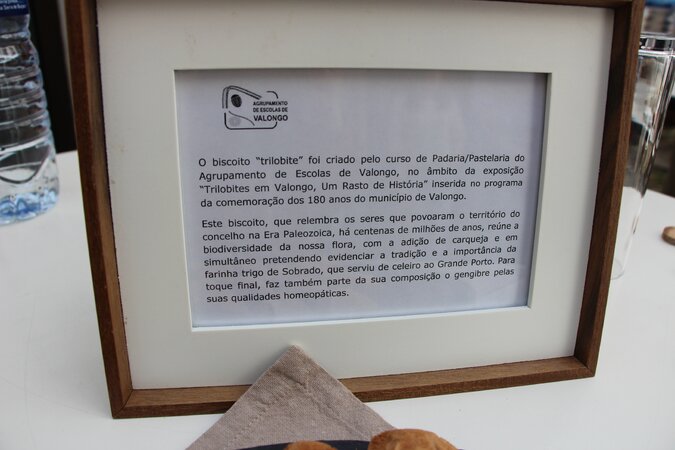 AGRUPAMENTO
DE ESCOLAS DE
VALONGO
O biscoito “trilobite” foi criado pelo curso de Padaria/Pastelaria do
Agrupamento de Escolas de Valongo, no âmbito da exposição
“Trilobites em Valongo, Um Rasto de História” inserida no programa
da comemoração dos 180 anos do município de Valongo.
Este biscoito, que relembra os seres que povoaram o território do
concelho na Era Paleozoica, há centenas de milhões de anos, reúne a
biodiversidade da nossa flora, com a adição de carqueja e em
simultâneo pretendendo evidenciar a tradição e a importância da
farinha trigo de Sobrado, que serviu de celeiro ao Grande Porto. Para
toque final, faz também parte da sua composição o gengibre pelas
suas qualidades homeopáticas.